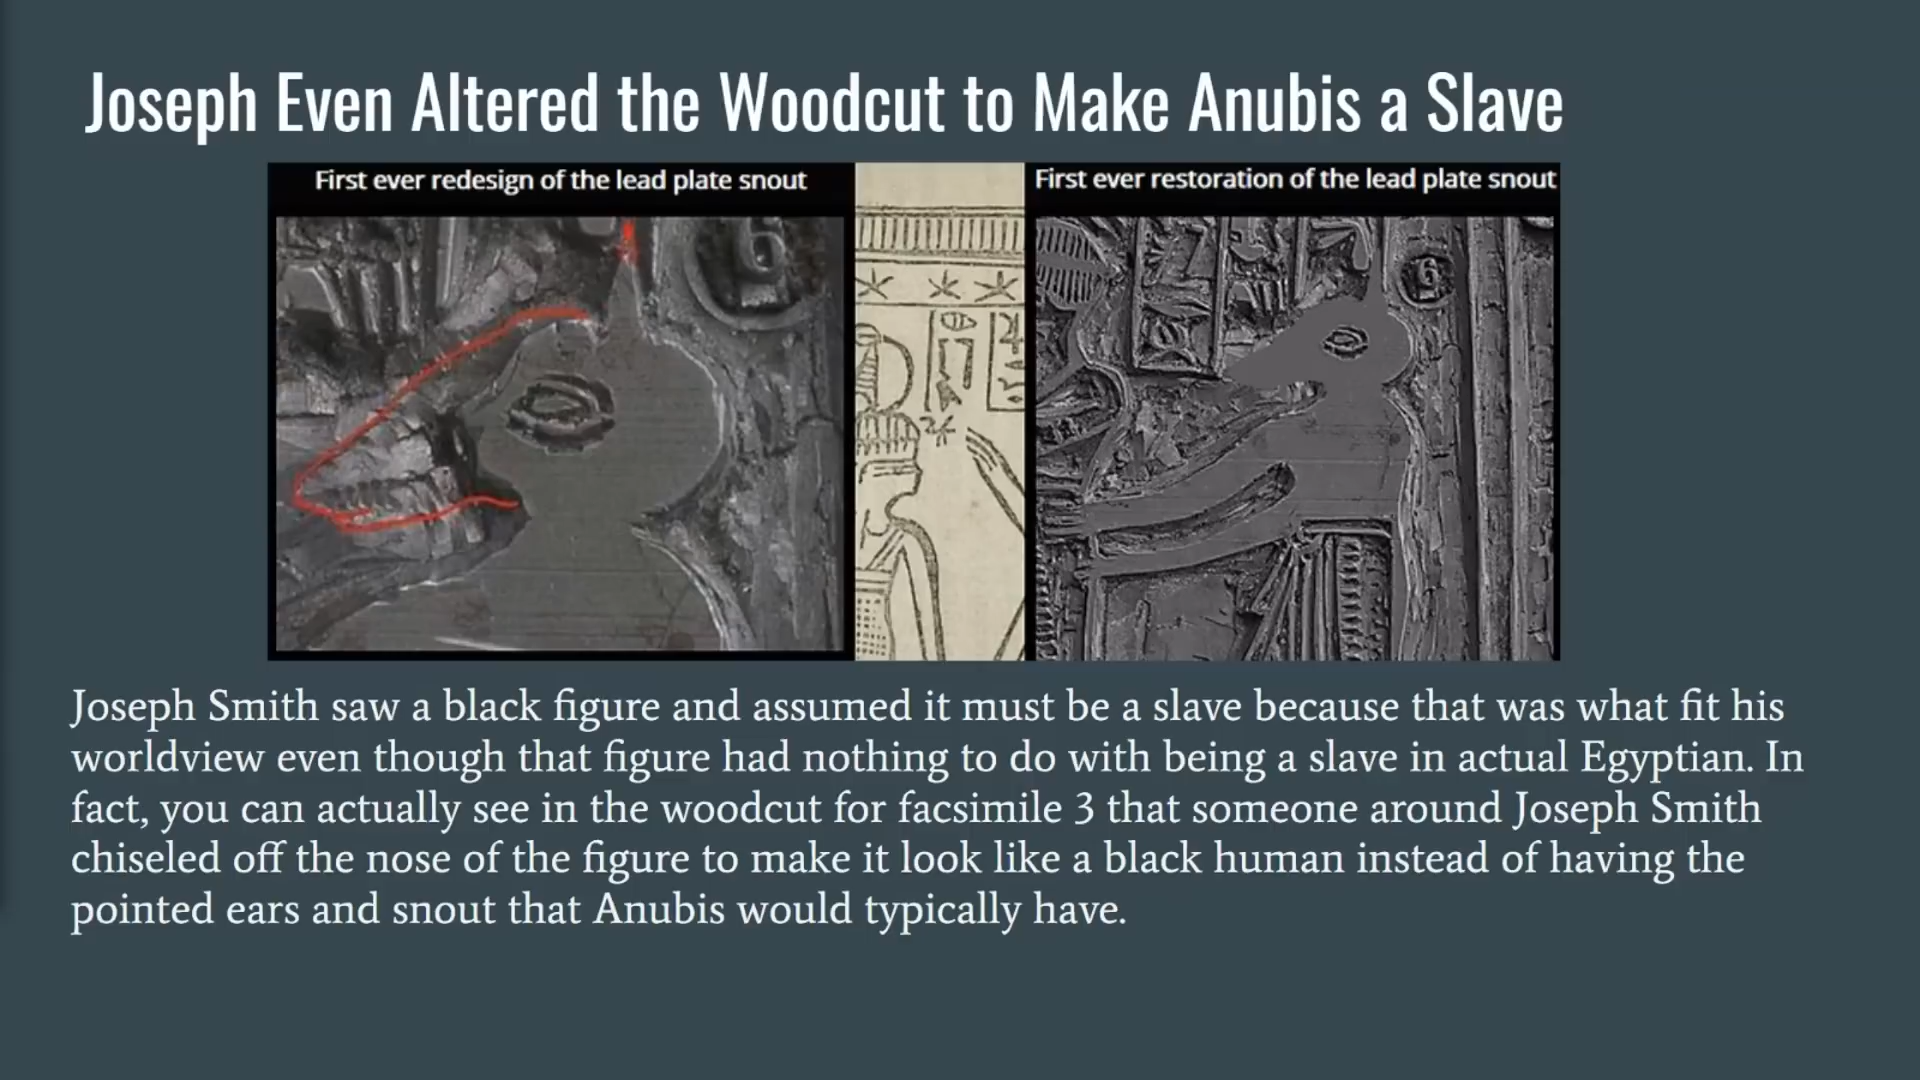 Joseph Even Altered the Woodcut to Make Anubis a Slave
First ever redesign of the lead plate snout
First ever restoration of the lead plate snout
6
6
Joseph Smith saw a black figure and assumed it must be a slave because that was what fit his
worldview even though that figure had nothing to do with being a slave in actual Egyptian. In
fact, you can actually see in the woodcut for facsimile 3 that someone around Joseph Smith
chiseled off the nose of the figure to make it look like a black human instead of having the
pointed ears and snout that Anubis would typically have.